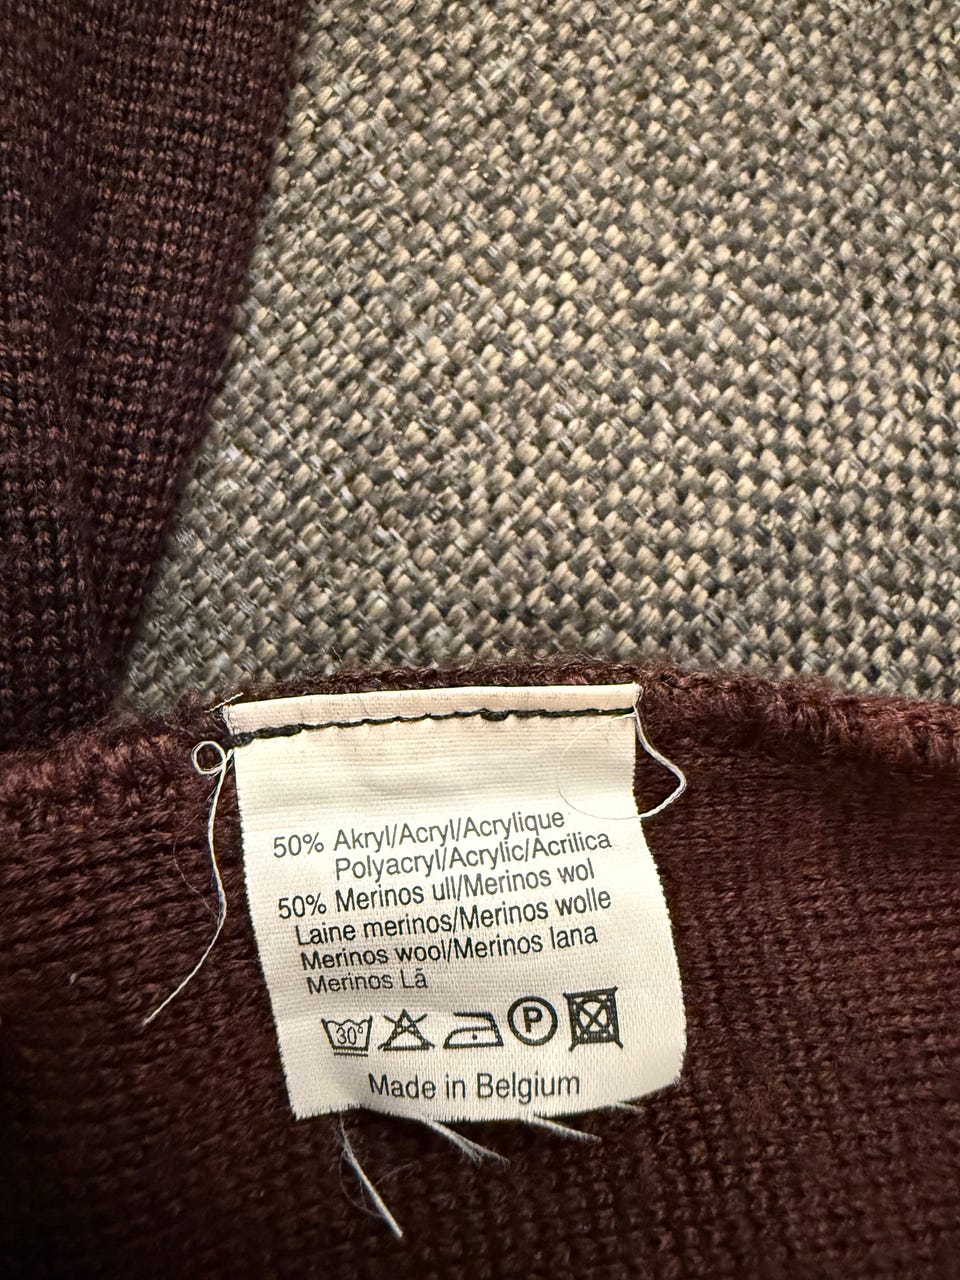 50% Akryl/Acryl/Acrylique
Polyacryl/Acrylic/Acrilica
50% Merinos ull/Merinos wol
Laine merinos/Merinos wolle
Merinos wool/Merinos lana
Merinos Lã
30° P
Made in Belgium